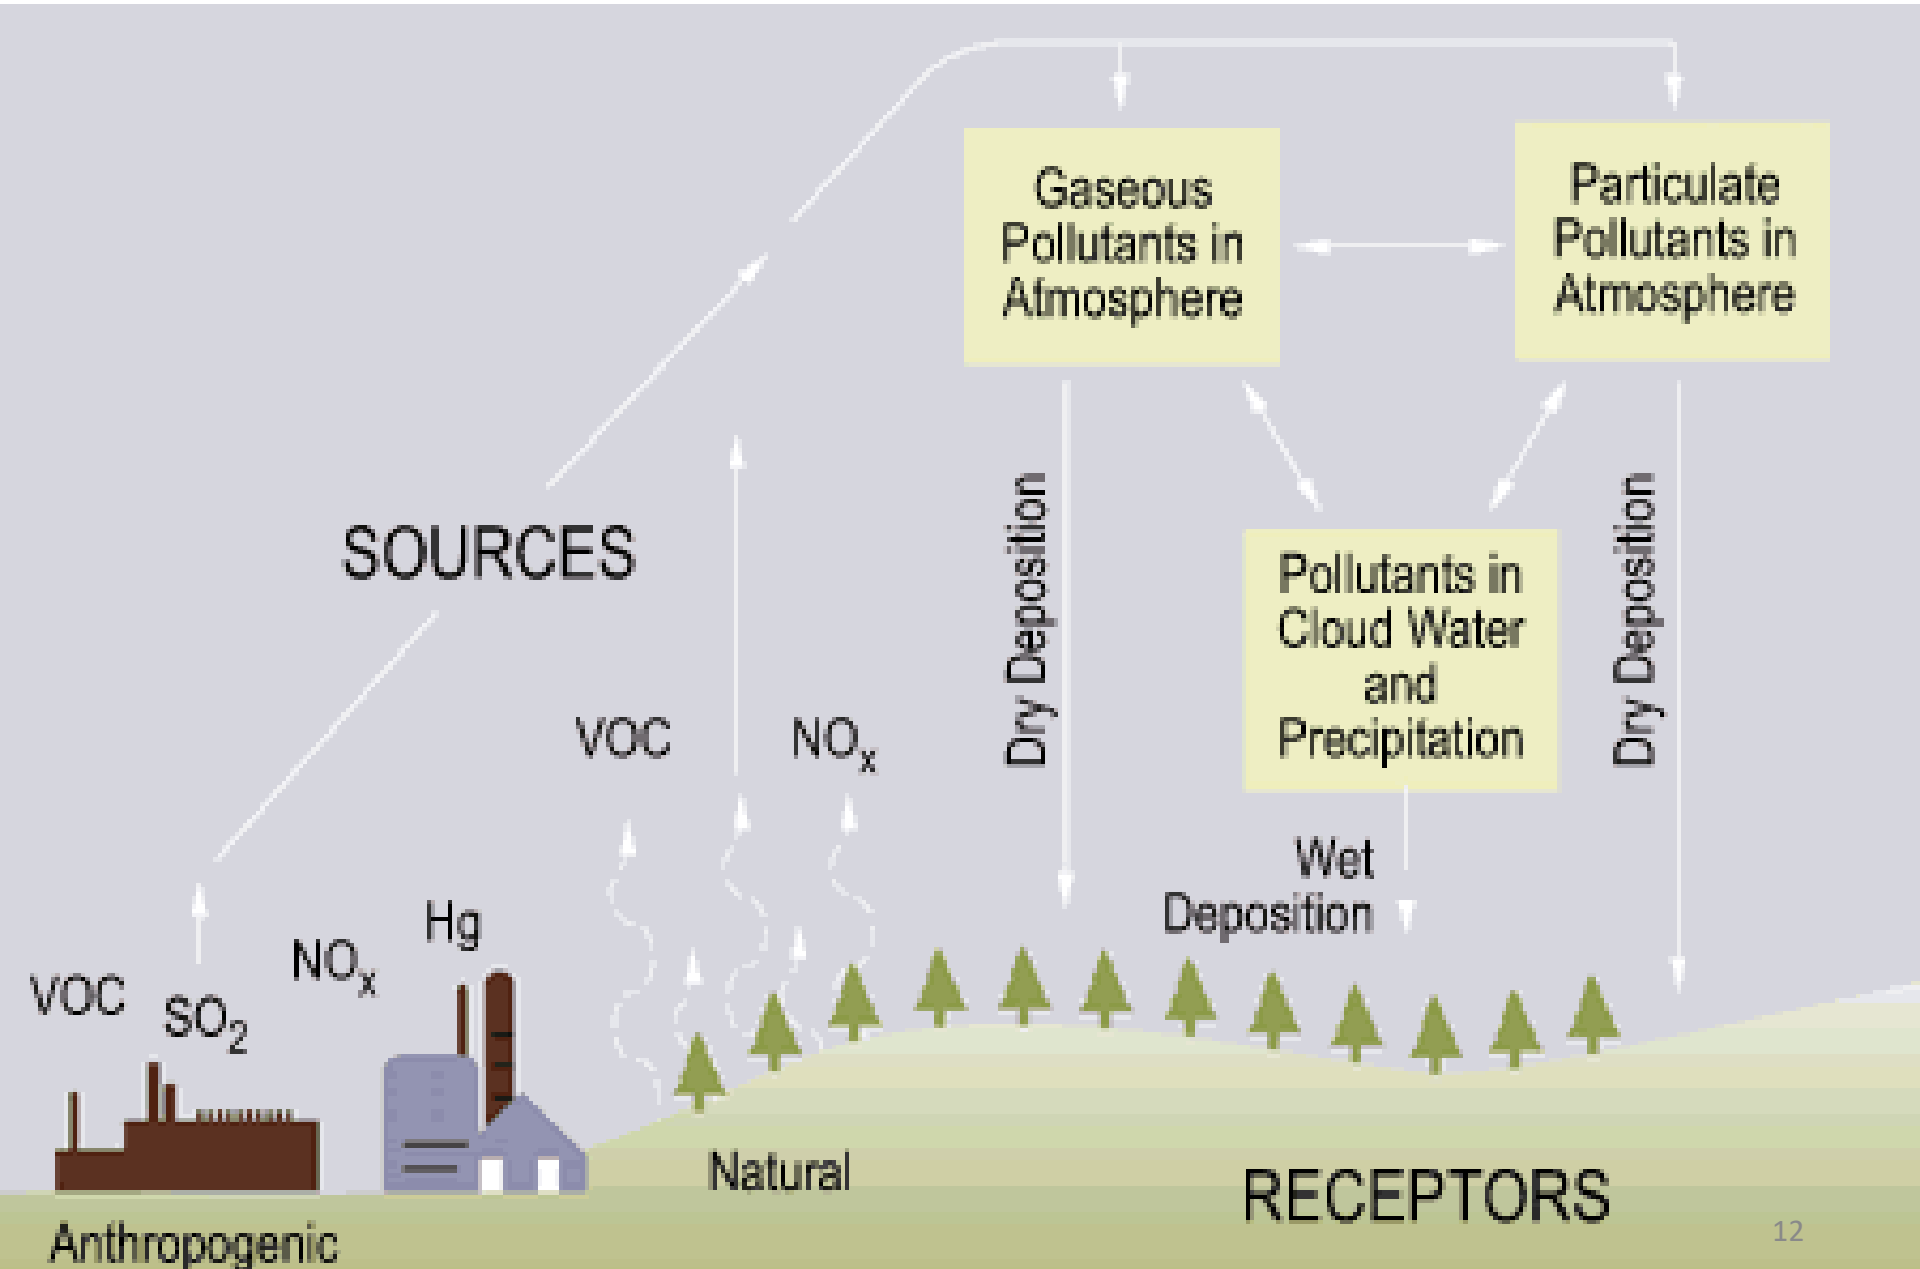 Gaseous
Pollutants in
Atmosphere
Particulate
Pollutants in
Atmosphere
SOURCES
Dry Deposition
Pollutants in
Cloud Water
and
Precipitation
Dry Deposition
VOC
NOx
Wet
Deposition
Hg
NOx
VOC
SO2
Natural
RECEPTORS
Anthropogenic
12